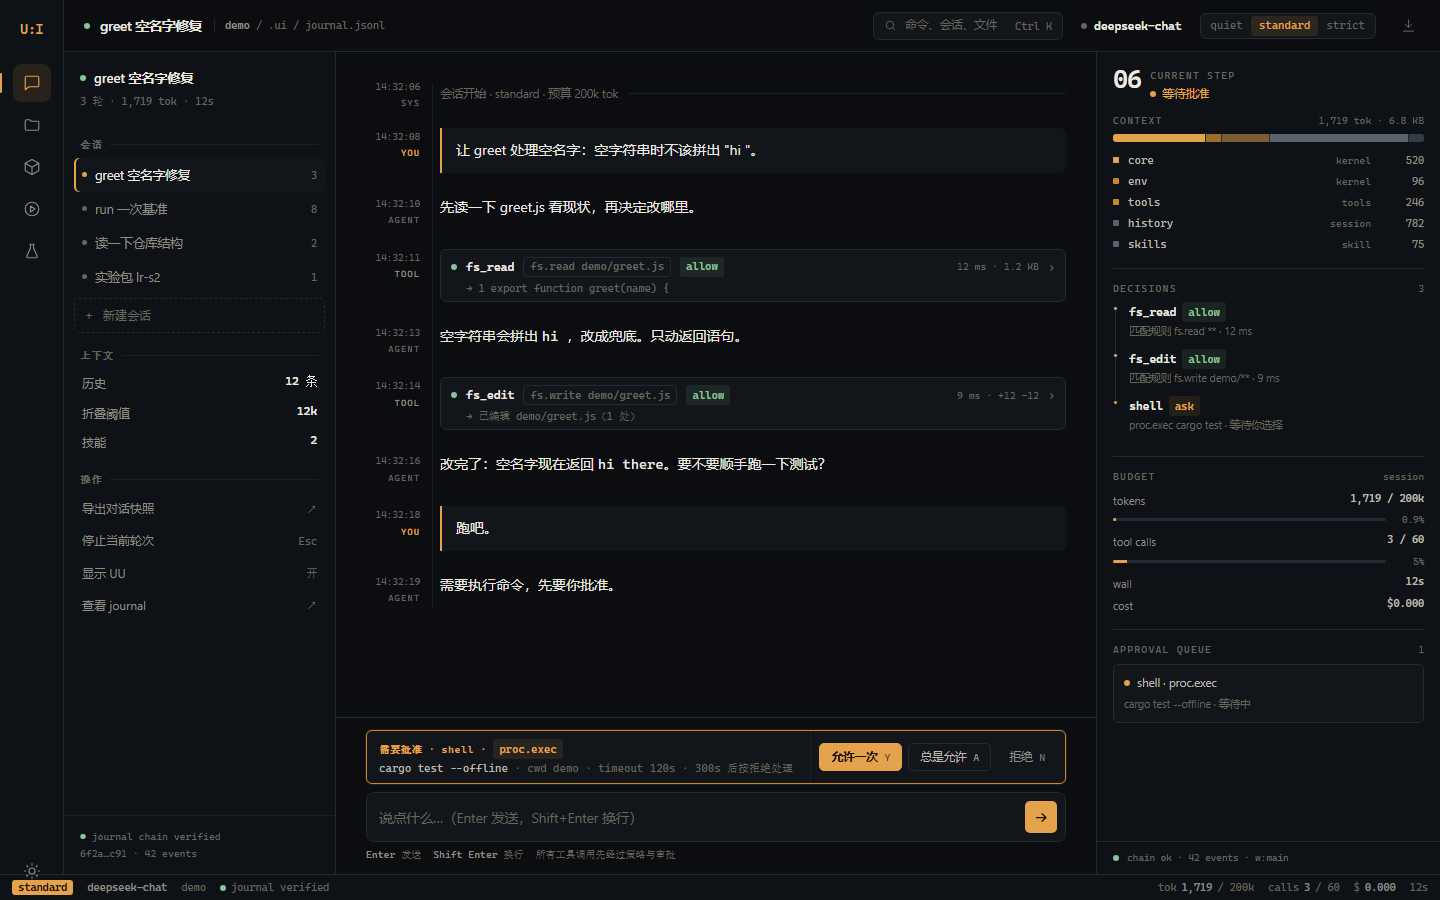 U:I
greet 空名字修复
demo / .ui / journal.jsonl
命令、会话、文件 Ctrl K
deepseek-chat
quiet standard strict
greet 空名字修复
3 轮 · 1,719 tok · 12s
会话
greet 空名字修复 3
run 一次基准 8
读一下仓库结构 2
实验包 lr-s2 1
+ 新建会话
上下文
历史 12 条
折叠阈值 12k
技能 2
操作
导出对话快照 ↗
停止当前轮次 Esc
显示 UU 开
查看 journal ↗
journal chain verified
6f2a…c91 · 42 events
14:32:06
SYS
会话开始 · standard · 预算 200k tok
14:32:08
YOU
让 greet 处理空名字：空字符串时不该拼出 "hi "。
14:32:10
AGENT
先读一下 greet.js 看现状，再决定改哪里。
14:32:11
TOOL
fs_read fs.read demo/greet.js allow 12 ms · 1.2 KB ›
→ 1 export function greet(name) {
14:32:13
AGENT
空字符串会拼出 hi ，改成兜底。只动返回语句。
14:32:14
TOOL
fs_edit fs.write demo/greet.js allow 9 ms · +12 −12 ›
→ 已编辑 demo/greet.js (1 处)
14:32:16
AGENT
改完了：空名字现在返回 hi there。要不要顺手跑一下测试？
14:32:18
YOU
跑吧。
14:32:19
AGENT
需要执行命令，先要你批准。
需要批准 · shell · proc.exec
cargo test --offline · cwd demo · timeout 120s · 300s 后按拒绝处理
允许一次 Y
总是允许 A
拒绝 N
说点什么…（Enter 发送，Shift+Enter 换行）
Enter 发送 Shift Enter 换行 所有工具调用先经过策略与审批
06 CURRENT STEP
等待批准
CONTEXT 1,719 tok · 6.8 KB
core kernel 520
env kernel 96
tools tools 246
history session 782
skills skill 75
DECISIONS 3
fs_read allow
匹配规则 fs.read ** · 12 ms
fs_edit allow
匹配规则 fs.write demo/** · 9 ms
shell ask
proc.exec cargo test · 等待你选择
BUDGET session
tokens 1,719 / 200k
0.9%
tool calls 3 / 60
5%
wall 12s
cost $0.000
APPROVAL QUEUE 1
shell · proc.exec
cargo test --offline · 等待中
chain ok · 42 events · w:main
standard deepseek-chat demo journal verified
tok 1,719 / 200k calls 3 / 60 $ 0.000 12s